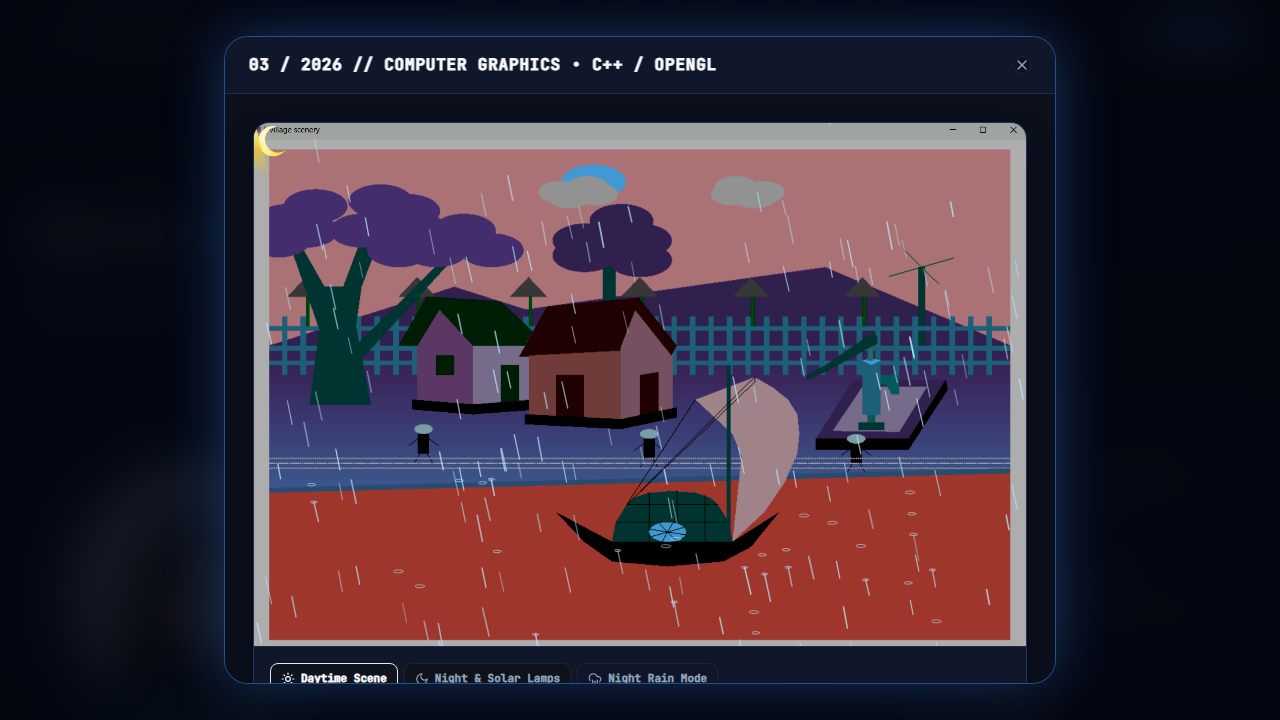 03 / 2026 // COMPUTER GRAPHICS • C++ / OPENGL
village scenery
Daytime Scene
Night & Solar Lamps
Night Rain Mode